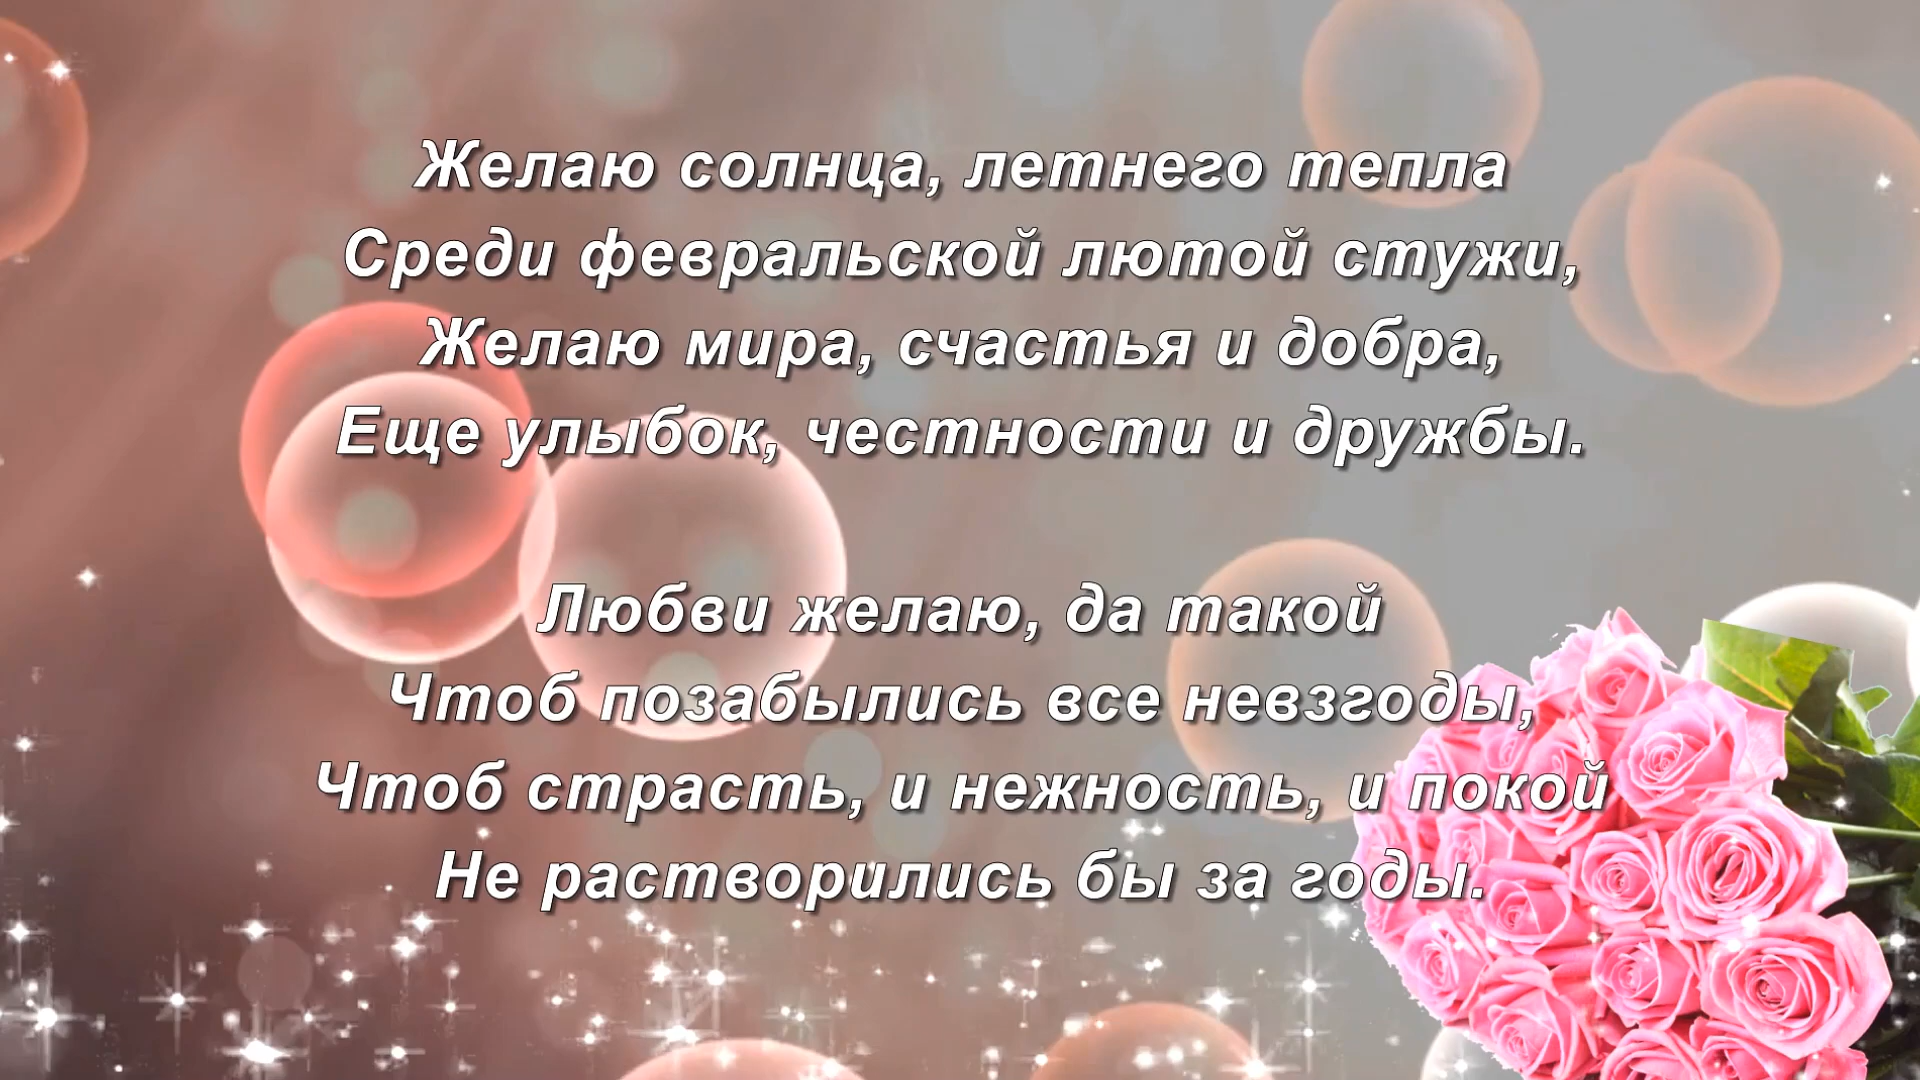 Желаю солнца, летнего тепла
Среди февральской лютой стужи,
Желаю мира, счастья и добра,
Еще улыбок, честности и дружбы.
Любви желаю, да такой
Чтоб позабылись все невзгоды,
Чтоб страсть, и нежность, и покой
Не растворились бы за годы.